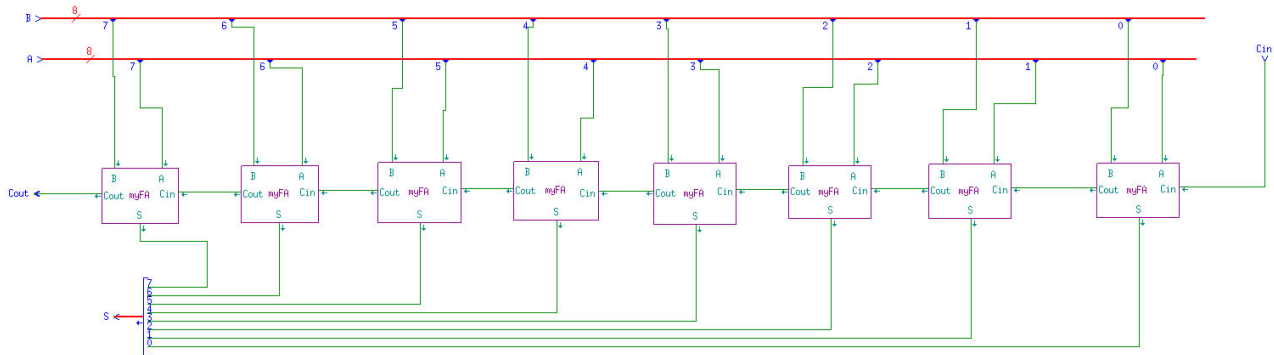 8
B 7 6 5 4 3 2 1 0
8
A 7 6 5 4 3 2 1 0
Cin
B A B A B A B A B A B A B A B A
Cout Cout myFA Cout myFA Cin Cout myFA Cin Cout myFA Cin Cout myFA Cin Cout myFA Cin Cout myFA Cin Cout myFA Cin
S S S S S S S S
7
6
5
4
S 3
2
1
0